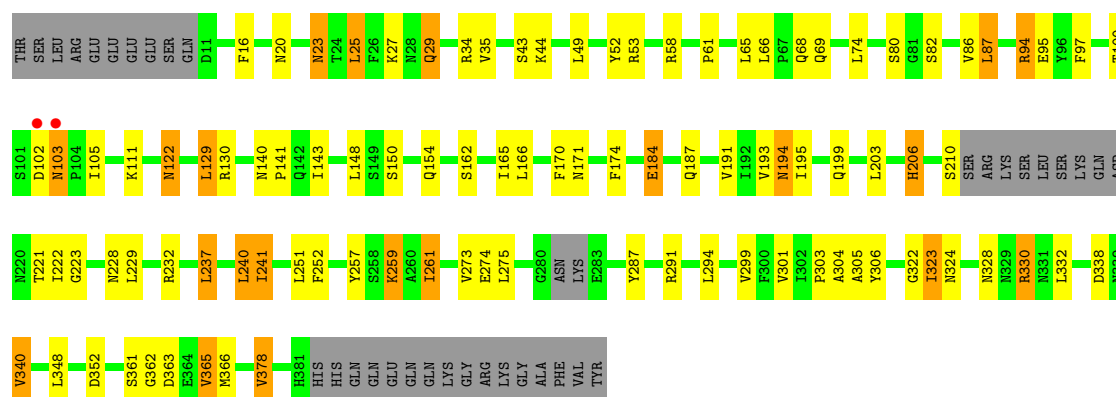 THR SER LEU ARG GLU GLU GLU GLU SER GLN D11 F16 N20 N23 T24 L25 F26 K27 N28 Q29 R34 V35 S43 K44 L49 Y52 R53 R58 P61 L65 L66 P67 Q68 Q69 L74 S80 G81 S82 V86 L87 R94 E95 Y96 F97
S101 D102 N103 P104 I105 K111 N122 L129 R130 N140 P141 Q142 I143 L148 S149 S150 Q154 S162 I165 L166 F170 N171 F174 E184 Q187 V191 I192 V193 N194 I195 Q199 L203 H206 S210 SER ARG LYS SER LEU SER LYS GLN
N220 T221 I222 G223 N228 L229 R232 L237 L240 I241 L251 F252 Y257 S258 K259 A260 I261 V273 E274 L275 G280 ASN LYS E283 Y287 R291 L294 V299 F300 V301 I302 P303 A304 A305 Y306 G322 I323 N324 N328 N329 R330 N331 L332 D338
V340 L348 D352 S361 G362 D363 E364 V365 M366 V378 H381 HIS HIS GLN GLN GLU GLN GLN LYS GLY ARG LYS GLY ALA PHE VAL TYR